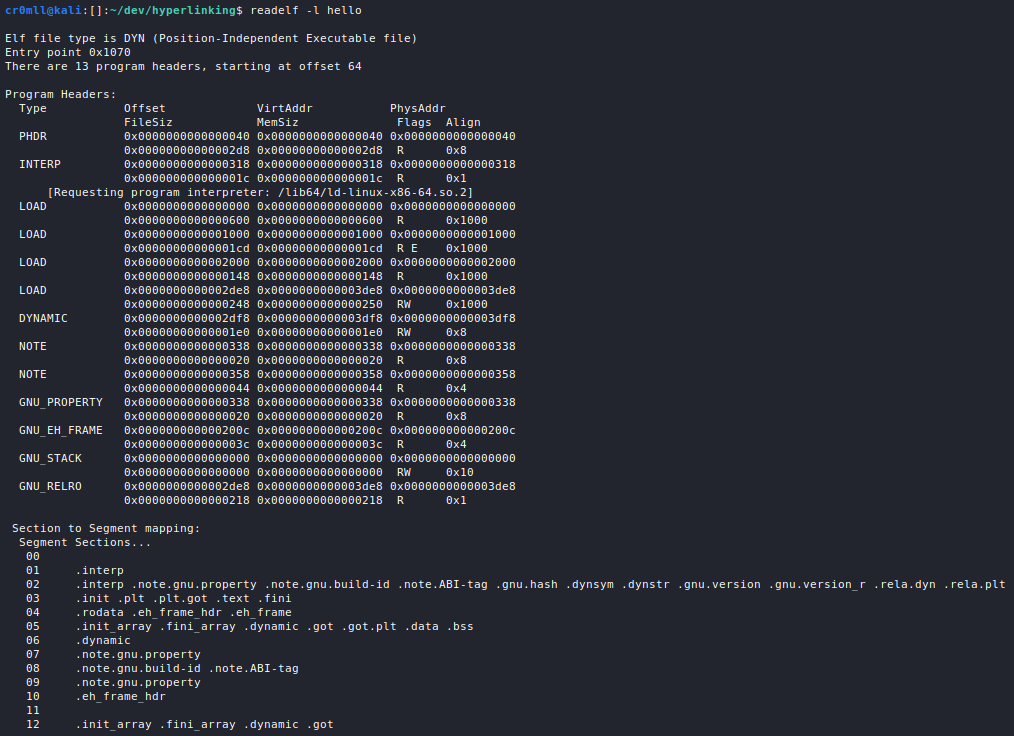 cr0mll@kali:[]:~/dev/hyperlinking$ readelf -l hello

Elf file type is DYN (Position-Independent Executable file)
Entry point 0x1070
There are 13 program headers, starting at offset 64

Program Headers:
  Type           Offset             VirtAddr           PhysAddr
                 FileSiz            MemSiz              Flags  Align
  PHDR           0x0000000000000040 0x0000000000000040 0x0000000000000040
                 0x00000000000002d8 0x00000000000002d8  R      0x8
  INTERP         0x0000000000000318 0x0000000000000318 0x0000000000000318
                 0x000000000000001c 0x000000000000001c  R      0x1
      [Requesting program interpreter: /lib64/ld-linux-x86-64.so.2]
  LOAD           0x0000000000000000 0x0000000000000000 0x0000000000000000
                 0x0000000000000600 0x0000000000000600  R      0x1000
  LOAD           0x0000000000001000 0x0000000000001000 0x0000000000001000
                 0x00000000000001cd 0x00000000000001cd  R E    0x1000
  LOAD           0x0000000000002000 0x0000000000002000 0x0000000000002000
                 0x0000000000000148 0x0000000000000148  R      0x1000
  LOAD           0x0000000000002de8 0x0000000000003de8 0x0000000000003de8
                 0x0000000000000248 0x0000000000000250  RW     0x1000
  DYNAMIC        0x0000000000002df8 0x0000000000003df8 0x0000000000003df8
                 0x00000000000001e0 0x00000000000001e0  RW     0x8
  NOTE           0x0000000000000338 0x0000000000000338 0x0000000000000338
                 0x0000000000000020 0x0000000000000020  R      0x8
  NOTE           0x0000000000000358 0x0000000000000358 0x0000000000000358
                 0x0000000000000044 0x0000000000000044  R      0x4
  GNU_PROPERTY   0x0000000000000338 0x0000000000000338 0x0000000000000338
                 0x0000000000000020 0x0000000000000020  R      0x8
  GNU_EH_FRAME   0x000000000000200c 0x000000000000200c 0x000000000000200c
                 0x000000000000003c 0x000000000000003c  R      0x4
  GNU_STACK      0x0000000000000000 0x0000000000000000 0x0000000000000000
                 0x0000000000000000 0x0000000000000000  RW     0x10
  GNU_RELRO      0x0000000000002de8 0x0000000000003de8 0x0000000000003de8
                 0x0000000000000218 0x0000000000000218  R      0x1

 Section to Segment mapping:
  Segment Sections...
   00
   01     .interp
   02     .interp .note.gnu.property .note.gnu.build-id .note.ABI-tag .gnu.hash .dynsym .dynstr .gnu.version .gnu.version_r .rela.dyn .rela.plt
   03     .init .plt .plt.got .text .fini
   04     .rodata .eh_frame_hdr .eh_frame
   05     .init_array .fini_array .dynamic .got .got.plt .data .bss
   06     .dynamic
   07     .note.gnu.property
   08     .note.gnu.build-id .note.ABI-tag
   09     .note.gnu.property
   10     .eh_frame_hdr
   11
   12     .init_array .fini_array .dynamic .got